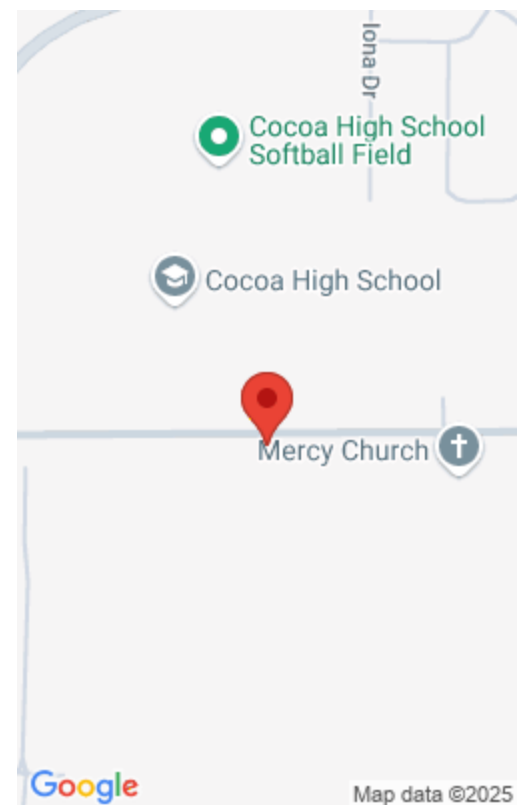 Iona Dr
Cocoa High School
Softball Field
Cocoa High School
Mercy Church
Google
Map data ©2025